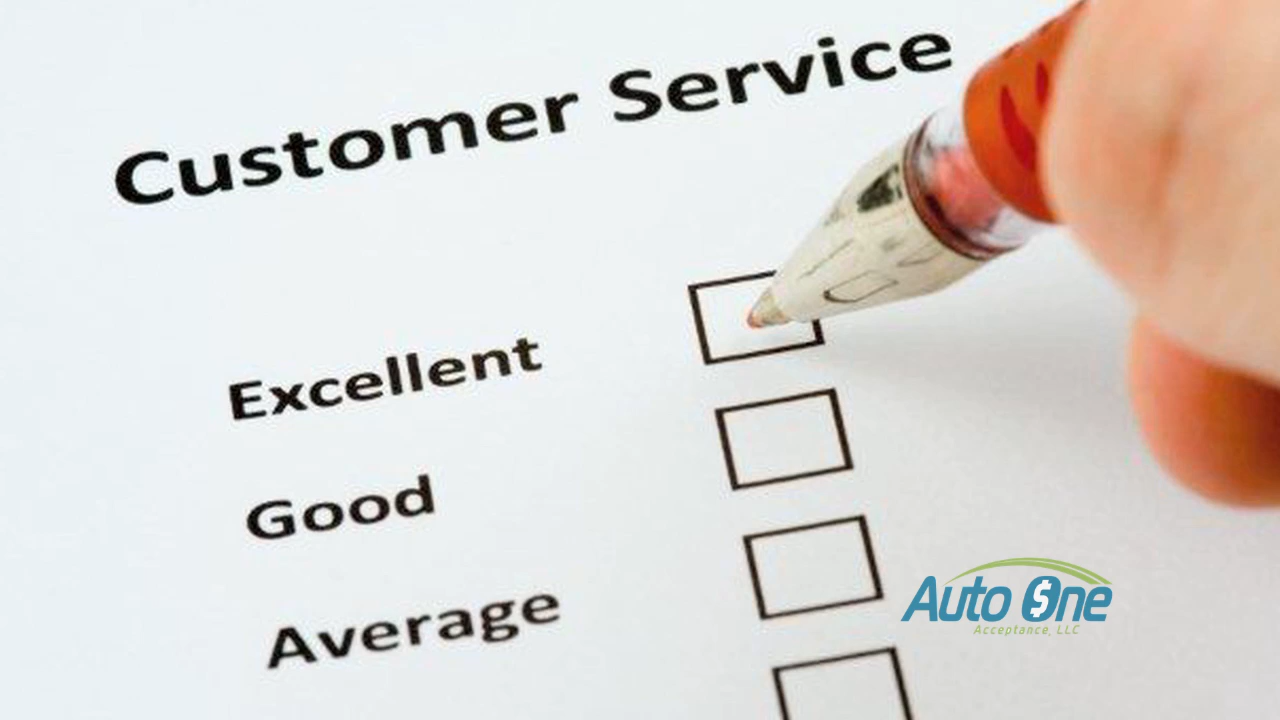 Customer Service
Excellent
Good
Average
Auto One
Acceptance, LLC